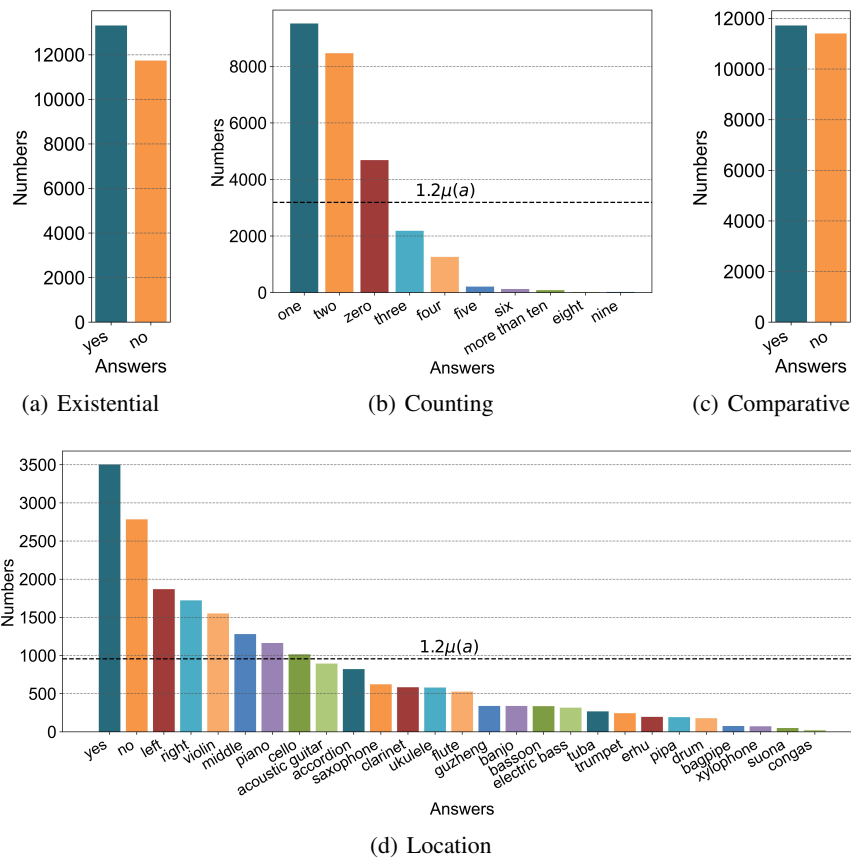 Numbers
12000
10000
8000
6000
4000
2000
0
yes
no
Answers
(a) Existential
Numbers
8000
6000
4000
2000
0
1.2μ(a)
one
two
zero
three
four
five
six
more than ten
eight
nine
Answers
(b) Counting
Numbers
12000
10000
8000
6000
4000
2000
0
yes
no
Answers
(c) Comparative
Numbers
3500
3000
2500
2000
1500
1000
500
0
1.2μ(a)
yes
no
left
right
violin
middle
piano
cello
acoustic guitar
accordion
saxophone
clarinet
ukulele
flute
guzheng
banjo
bassoon
electric bass
tuba
trumpet
erhu
pipa
drum
bagpipe
xylophone
suona
congas
Answers
(d) Location